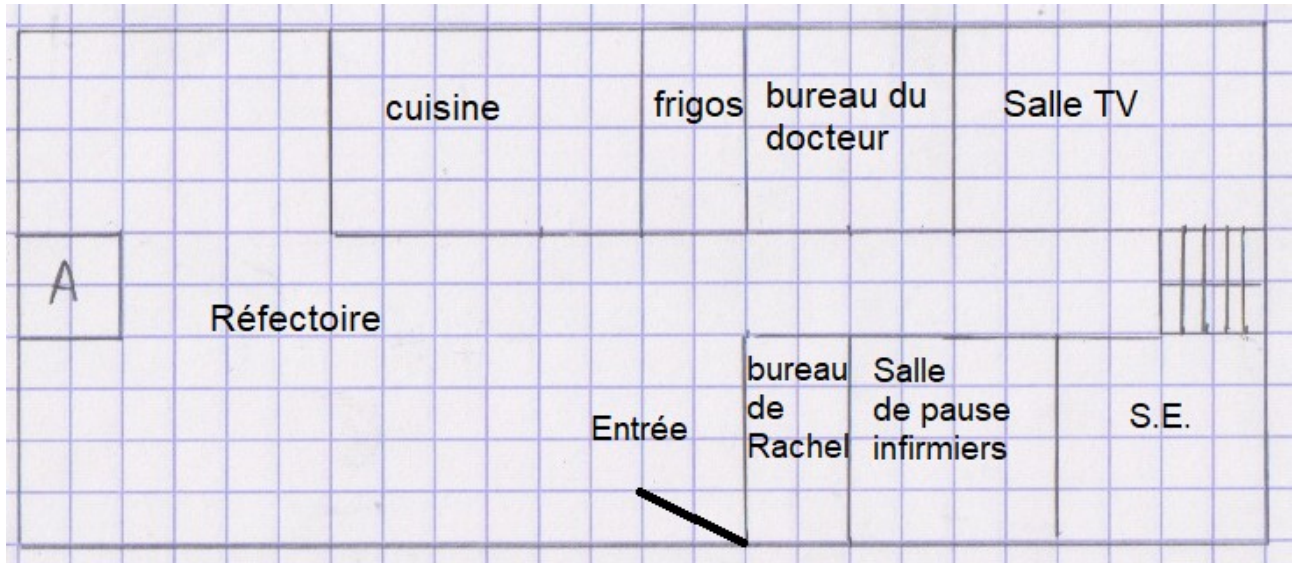 cuisine
frigos
bureau du
docteur
Salle TV
A
Réfectoire
Entrée
bureau
de
Rachel
Salle
de pause
infirmiers
S.E.